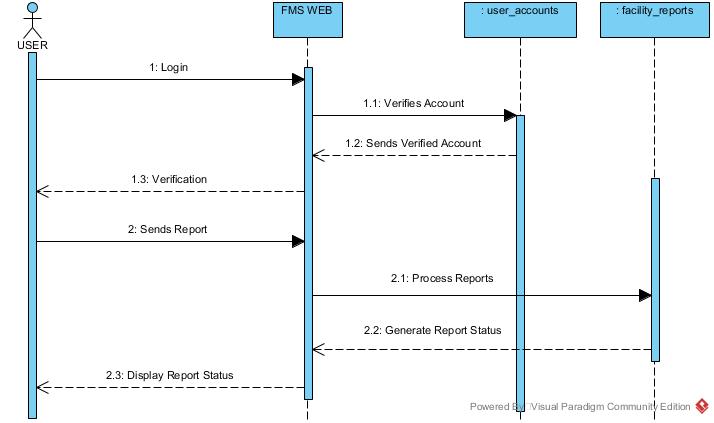 FMS WEB
: user_accounts
: facility_reports
USER
1: Login
1.1: Verifies Account
1.2: Sends Verified Account
1.3: Verification
2: Sends Report
2.1: Process Reports
2.2: Generate Report Status
2.3: Display Report Status
Powered By Visual Paradigm Community Edition